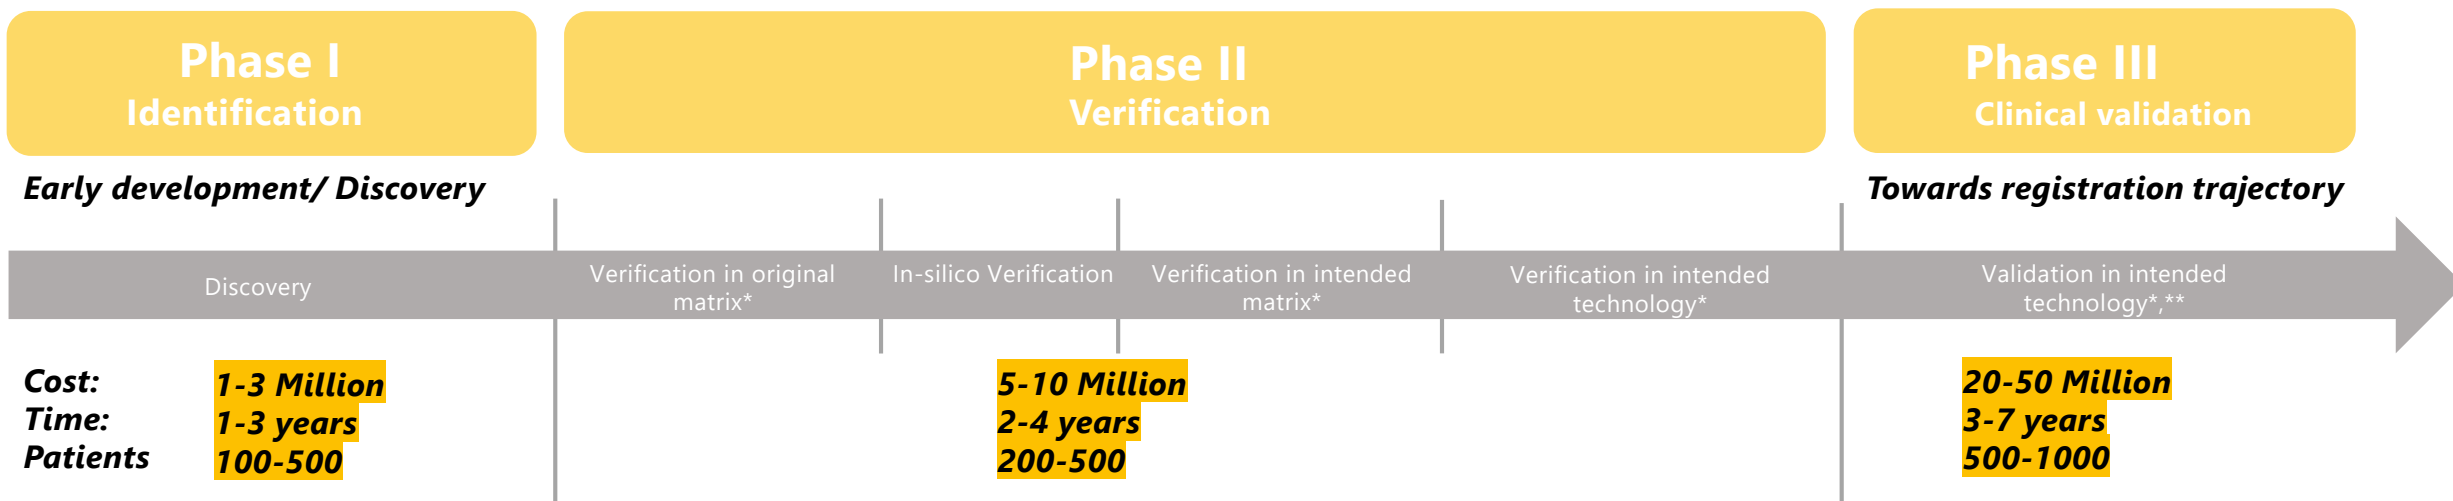 Phase I
Identification
Phase II
Verification
Phase III
Clinical validation
Early development/ Discovery
Towards registration trajectory
Discovery
Verification in original
matrix*
In-silico Verification
Verification in intended
matrix*
Verification in intended
technology*
Validation in intended
technology*,**
Cost:
1-3 Million
5-10 Million
20-50 Million
Time:
1-3 years
2-4 years
3-7 years
Patients
100-500
200-500
500-1000